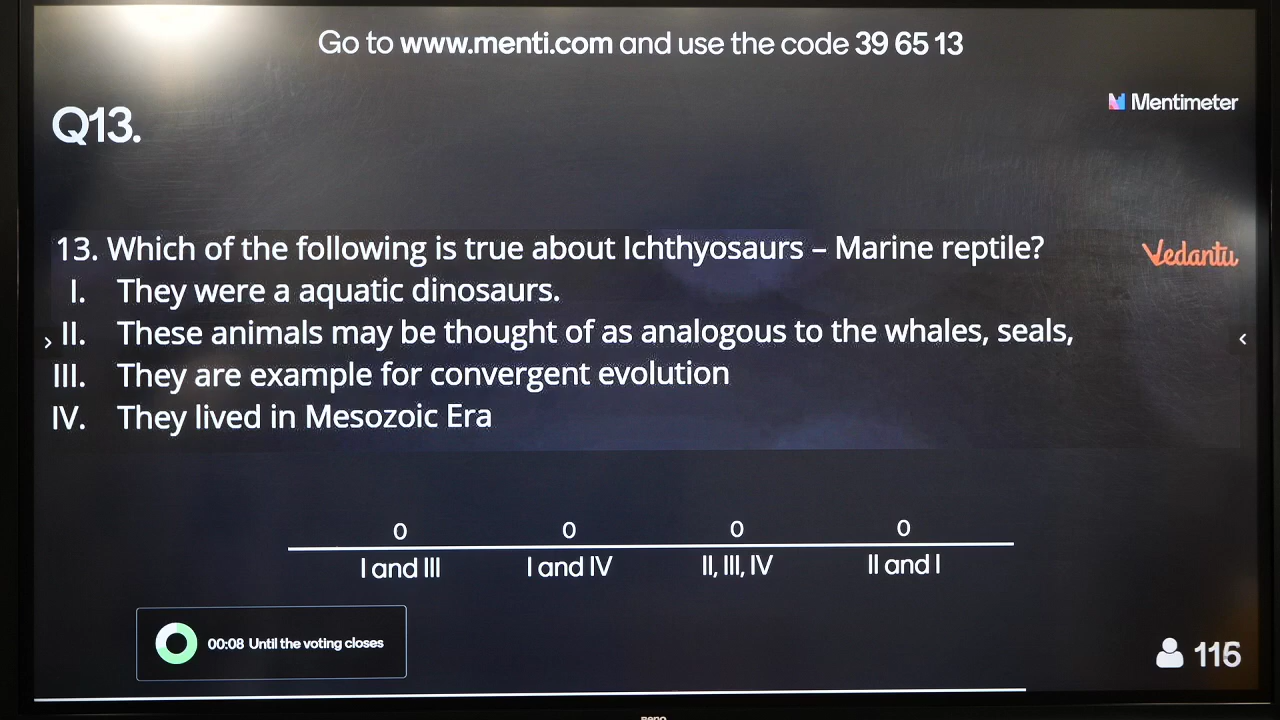 Go to www.menti.com and use the code 39 65 13
Mentimeter
Q13.
13. Which of the following is true about Ichthyosaurs – Marine reptile?
Vedantu
I. They were a aquatic dinosaurs.
II. These animals may be thought of as analogous to the whales, seals,
III. They are example for convergent evolution
IV. They lived in Mesozoic Era
0 0 0 0
I and III I and IV II, III, IV II and I
00:08 Until the voting closes
115
BenQ